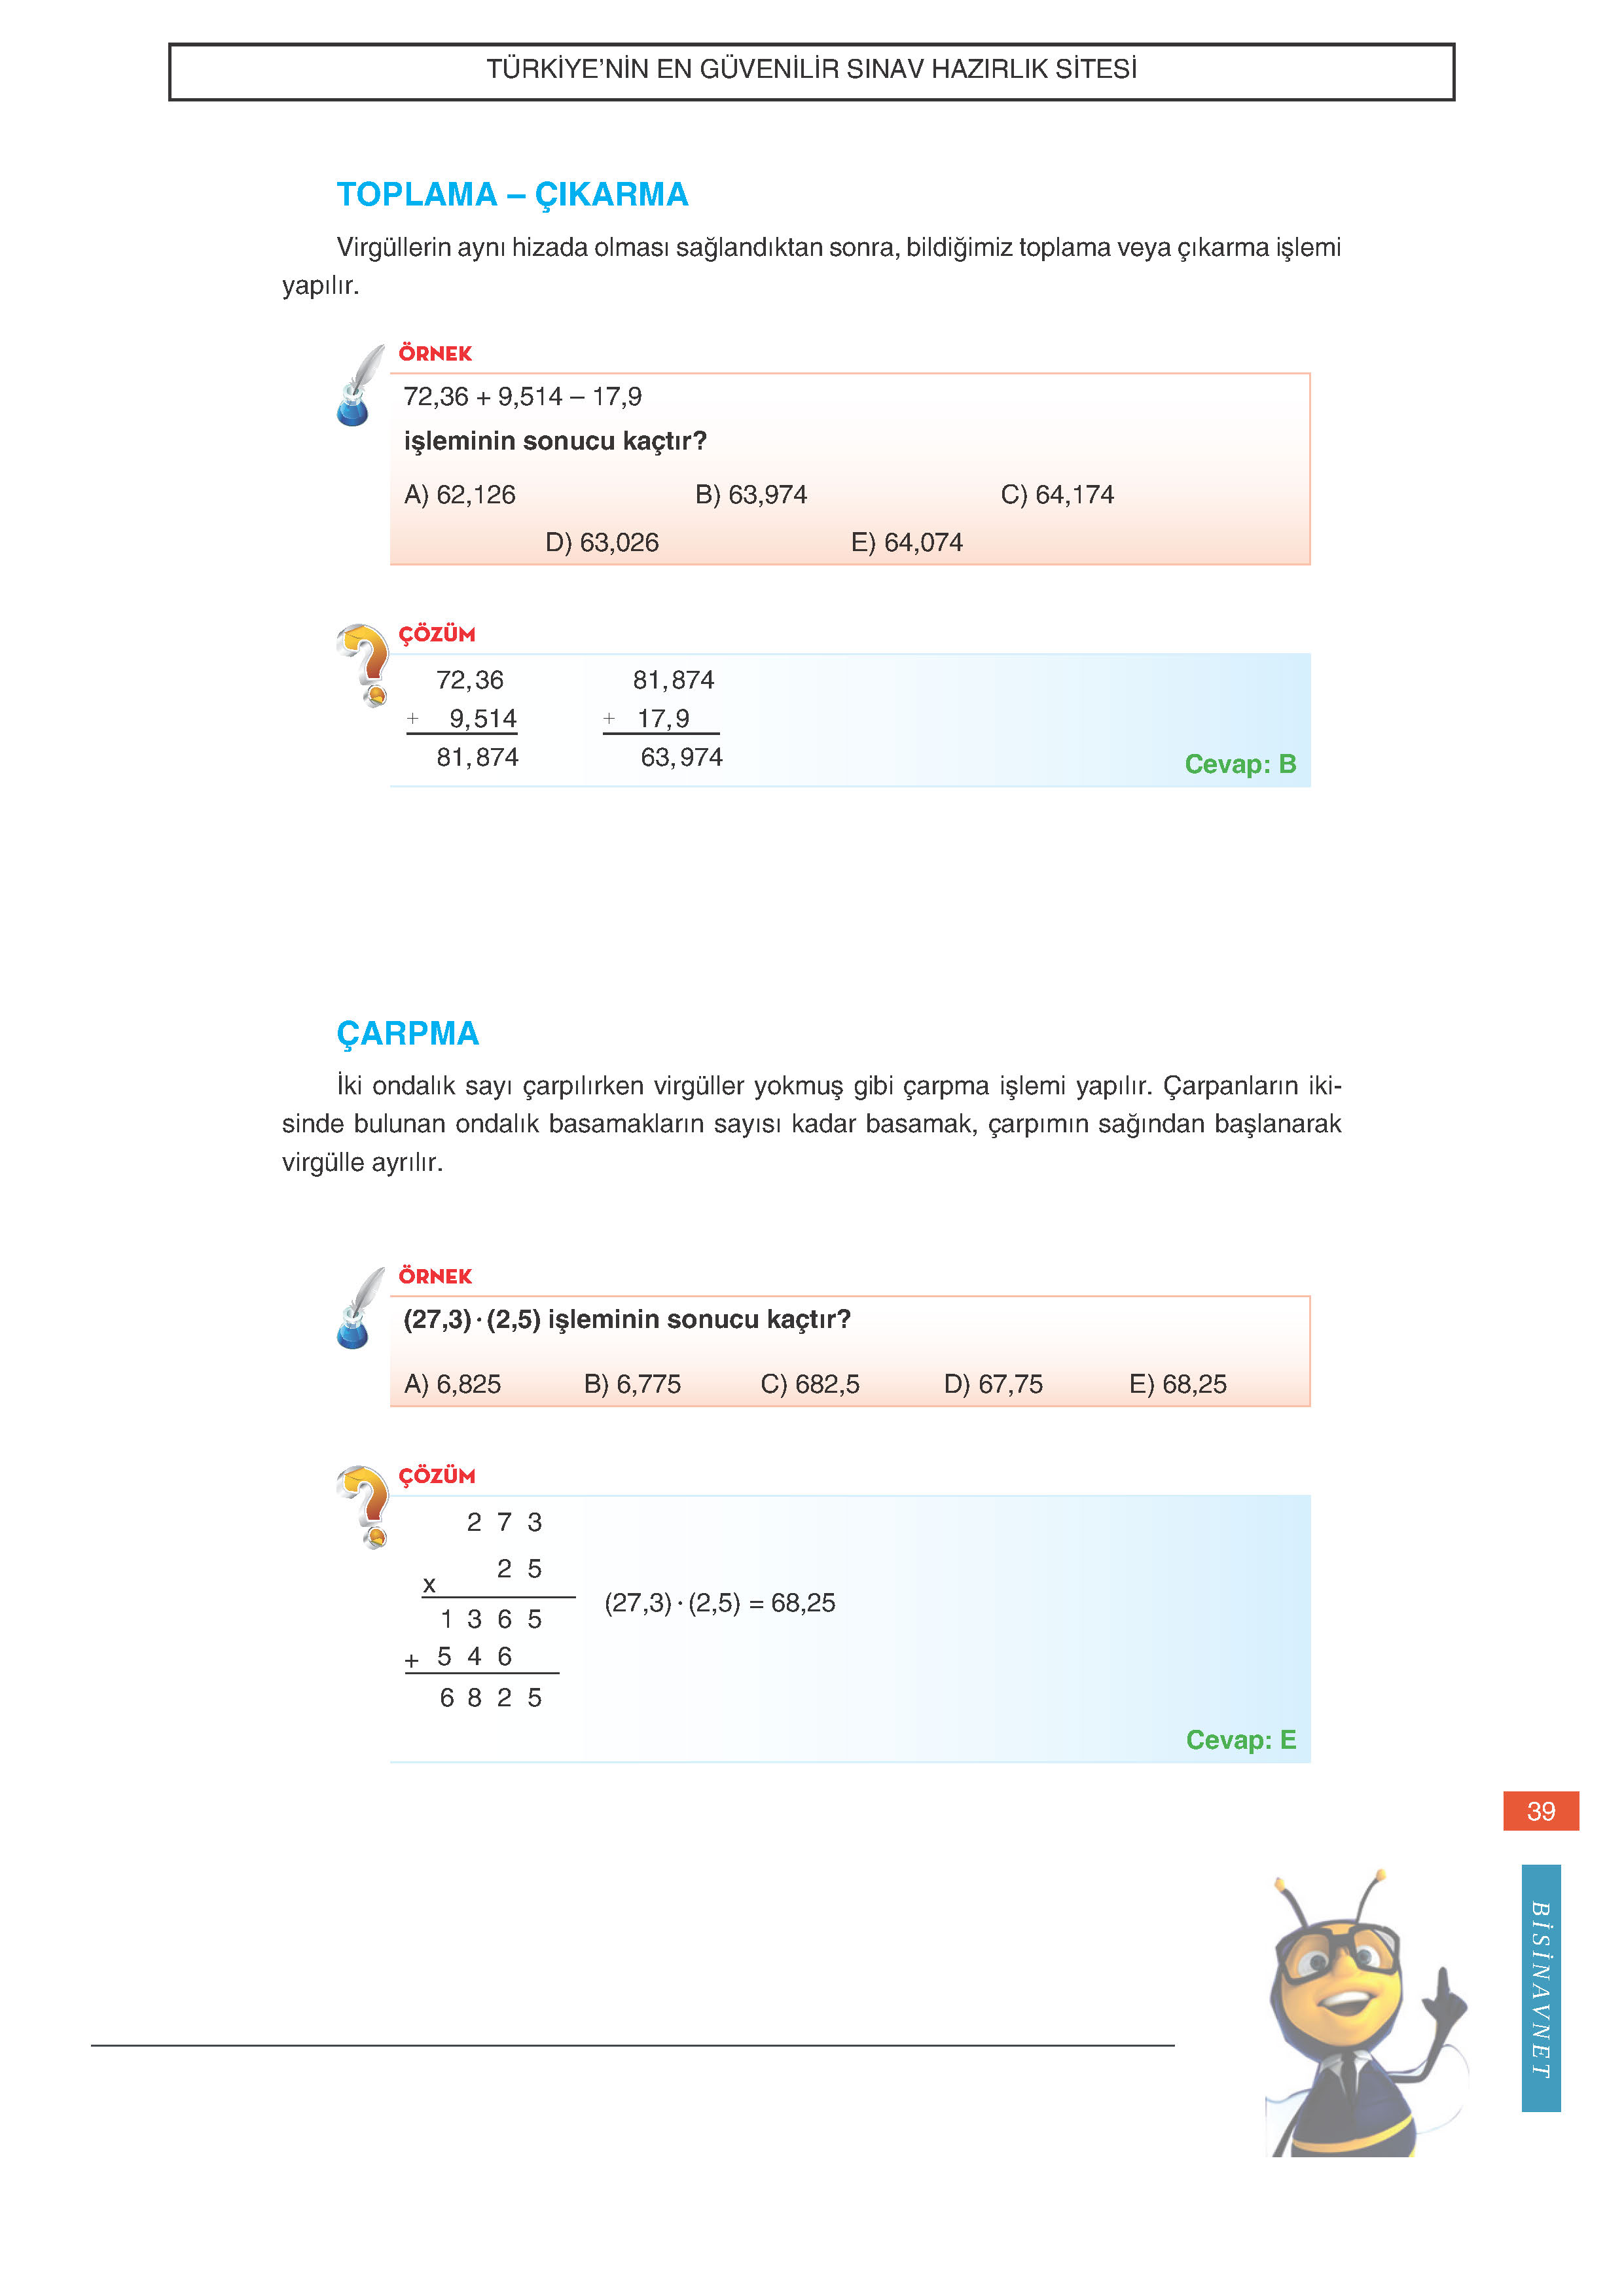 TÜRKİYE’NİN EN GÜVENİLİR SINAV HAZIRLIK SİTESİ
TOPLAMA – ÇIKARMA
Virgüllerin aynı hizada olması sağlandıktan sonra, bildiğimiz toplama veya çıkarma işlemi
yapılır.
ÖRNEK
72,36 + 9,514 – 17,9
işleminin sonucu kaçtır?
A) 62,126 B) 63,974 C) 64,174
D) 63,026 E) 64,074
ÇÖZÜM
72,36 81,874
+ 9,514 + 17,9
81,874 63,974
Cevap: B
ÇARPMA
İki ondalık sayı çarpılırken virgüller yokmuş gibi çarpma işlemi yapılır. Çarpanların iki-
sinde bulunan ondalık basamakların sayısı kadar basamak, çarpımın sağından başlanarak
virgülle ayrılır.
ÖRNEK
(27,3) · (2,5) işleminin sonucu kaçtır?
A) 6,825 B) 6,775 C) 682,5 D) 67,75 E) 68,25
ÇÖZÜM
2 7 3
2 5
x
(27,3) · (2,5) = 68,25
1 3 6 5
+ 5 4 6
6 8 2 5
Cevap: E
39
BİSİNAVNET